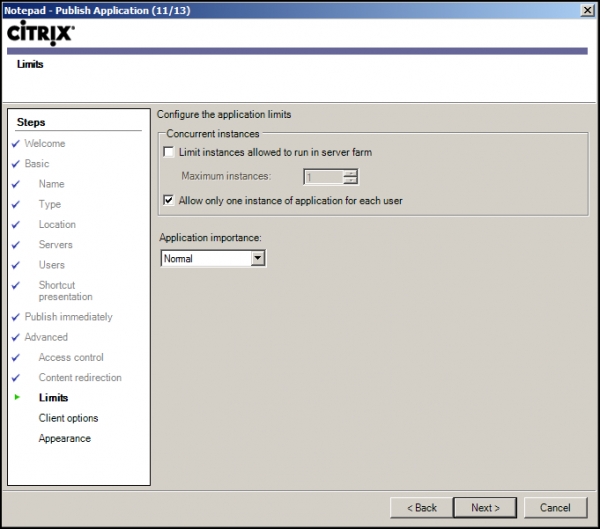 Notepad - Publish Application (11/13)
CİTRIX®
Limits
Steps
Welcome
Basic
Name
Type
Location
Servers
Users
Shortcut
presentation
Publish immediately
Advanced
Access control
Content redirection
Limits
Client options
Appearance
Configure the application limits
Concurrent instances
Limit instances allowed to run in server farm
Maximum instances: 1
Allow only one instance of application for each user
Application importance:
Normal
< Back Next > Cancel